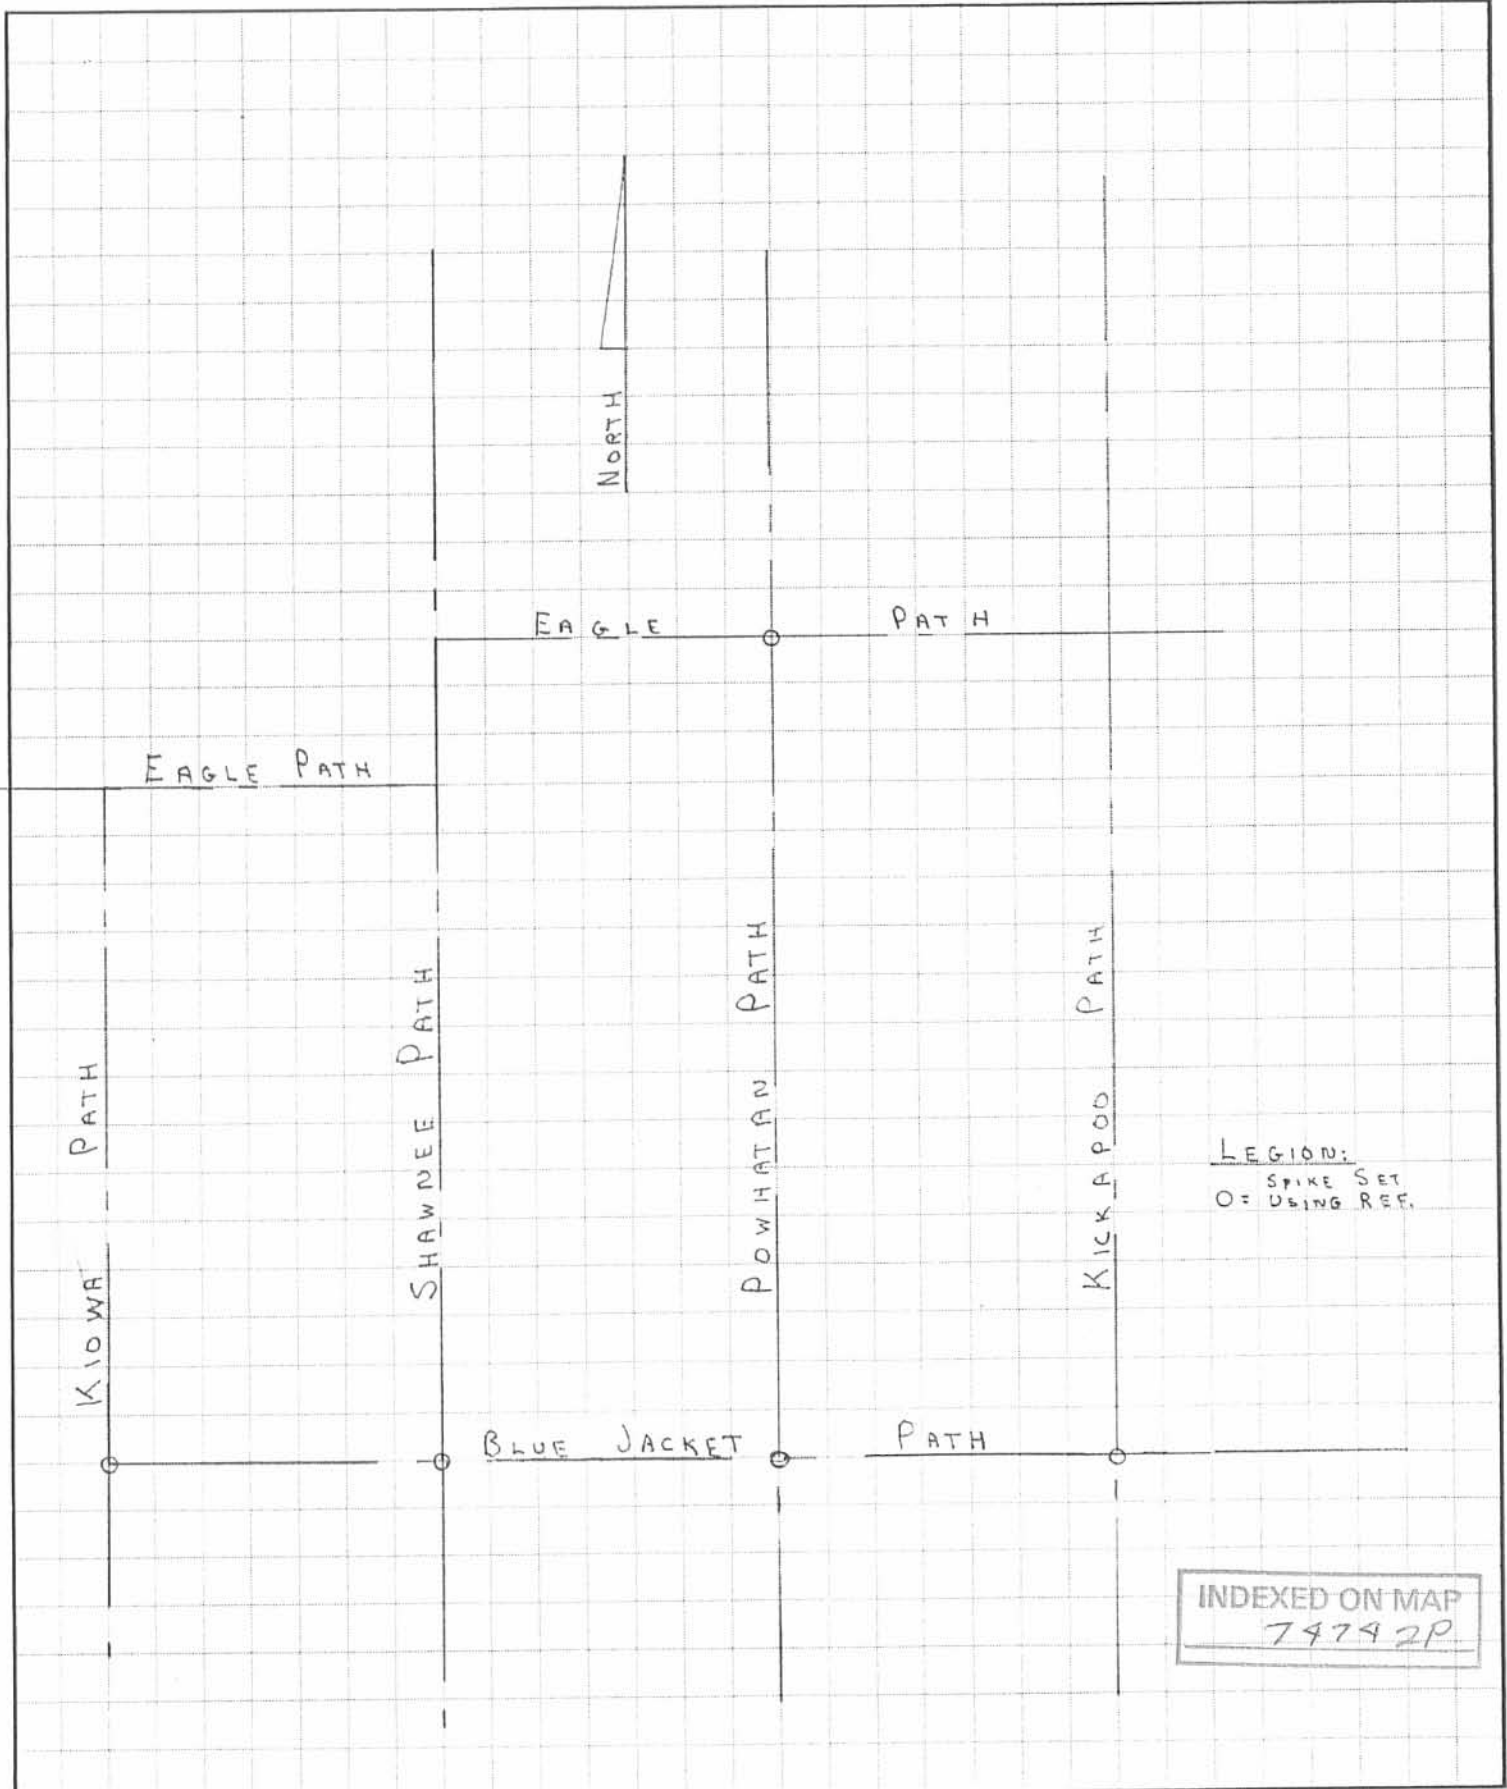 NORTH
EAGLE PATH
EAGLE PATH
KIOWA PATH
SHAWNEE PATH
POWHATAN PATH
KICKAPOO PATH
LEGION:
SPIKE SET
O = USING REF.
BLUE JACKET PATH
INDEXED ON MAP
74742P